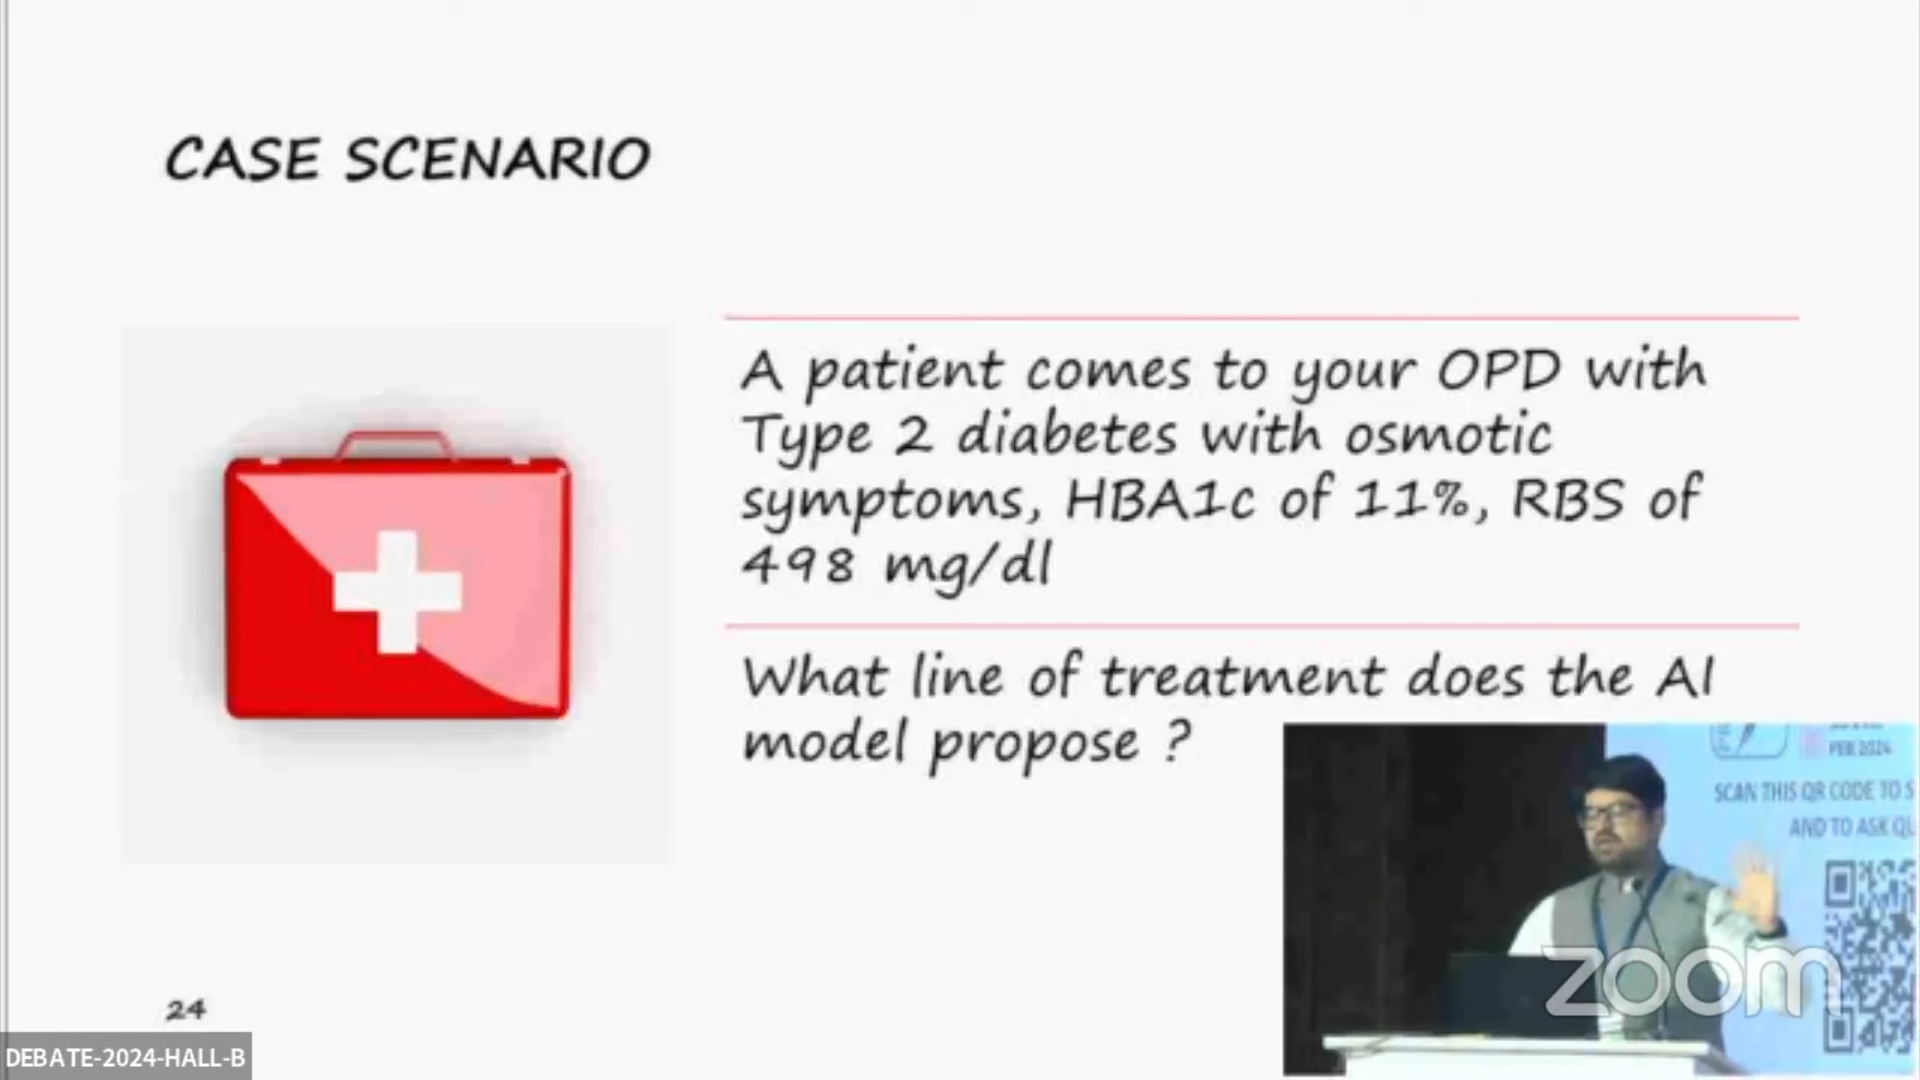 CASE SCENARIO
A patient comes to your OPD with
Type 2 diabetes with osmotic
symptoms, HBA1c of 11%, RBS of
498 mg/dl
What line of treatment does the AI
model propose ?
FEB 2024
SCAN THIS QR CODE TO S
AND TO ASK QU
zoom
24
DEBATE-2024-HALL-B